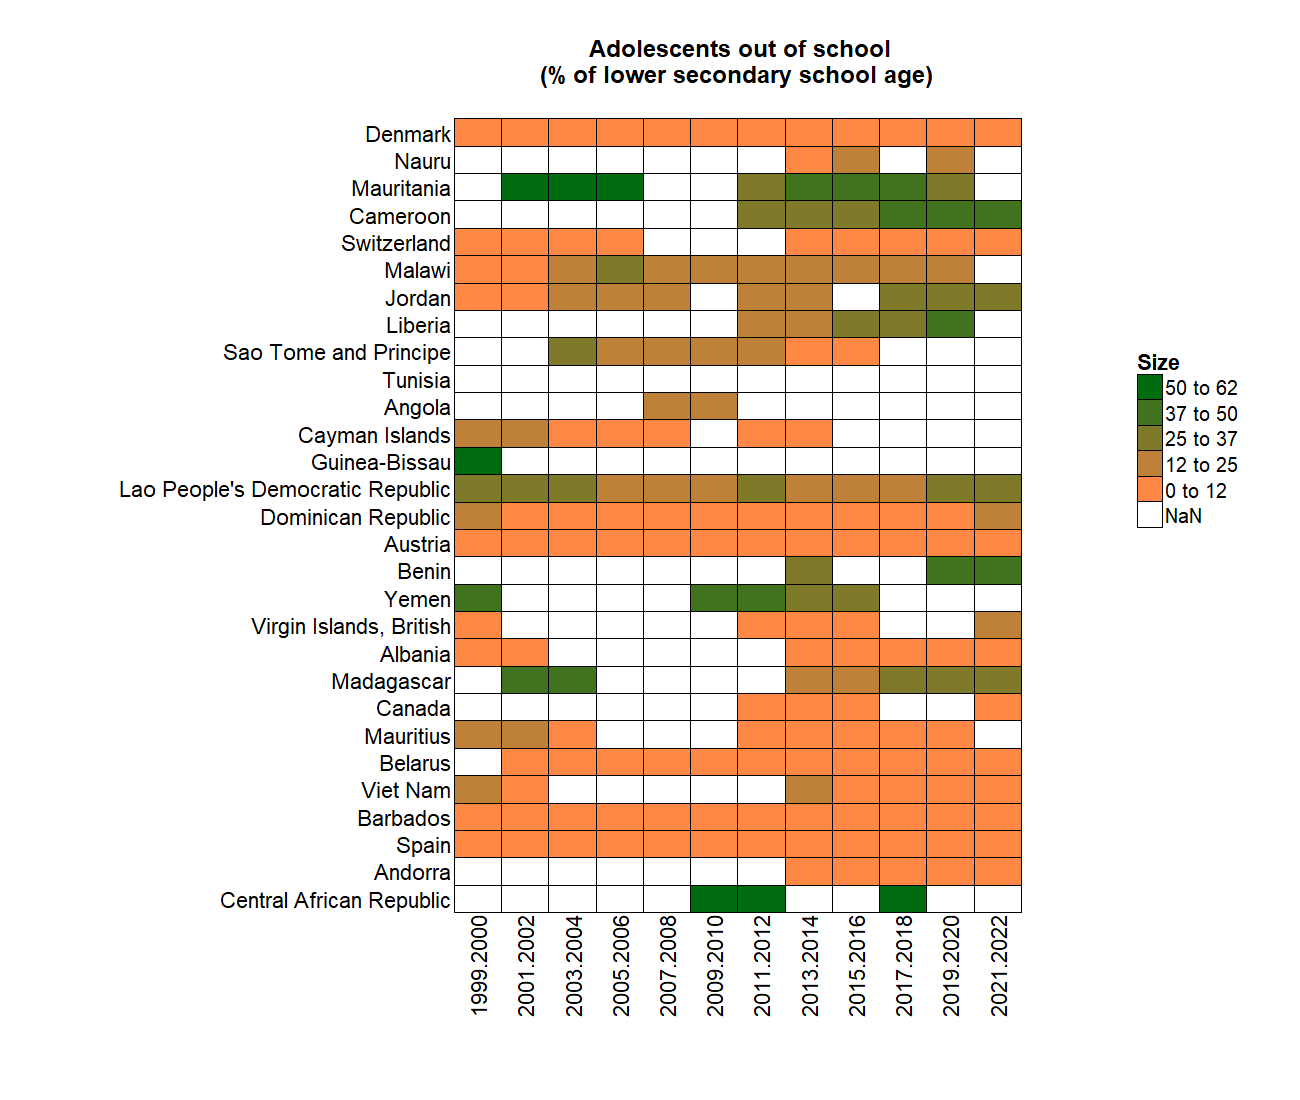 Adolescents out of school
(% of lower secondary school age)
Denmark
Nauru
Mauritania
Cameroon
Switzerland
Malawi
Jordan
Liberia
Sao Tome and Principe
Tunisia
Angola
Cayman Islands
Guinea-Bissau
Lao People's Democratic Republic
Dominican Republic
Austria
Benin
Yemen
Virgin Islands, British
Albania
Madagascar
Canada
Mauritius
Belarus
Viet Nam
Barbados
Spain
Andorra
Central African Republic
1999.2000
2001.2002
2003.2004
2005.2006
2007.2008
2009.2010
2011.2012
2013.2014
2015.2016
2017.2018
2019.2020
2021.2022
Size
50 to 62
37 to 50
25 to 37
12 to 25
0 to 12
NaN